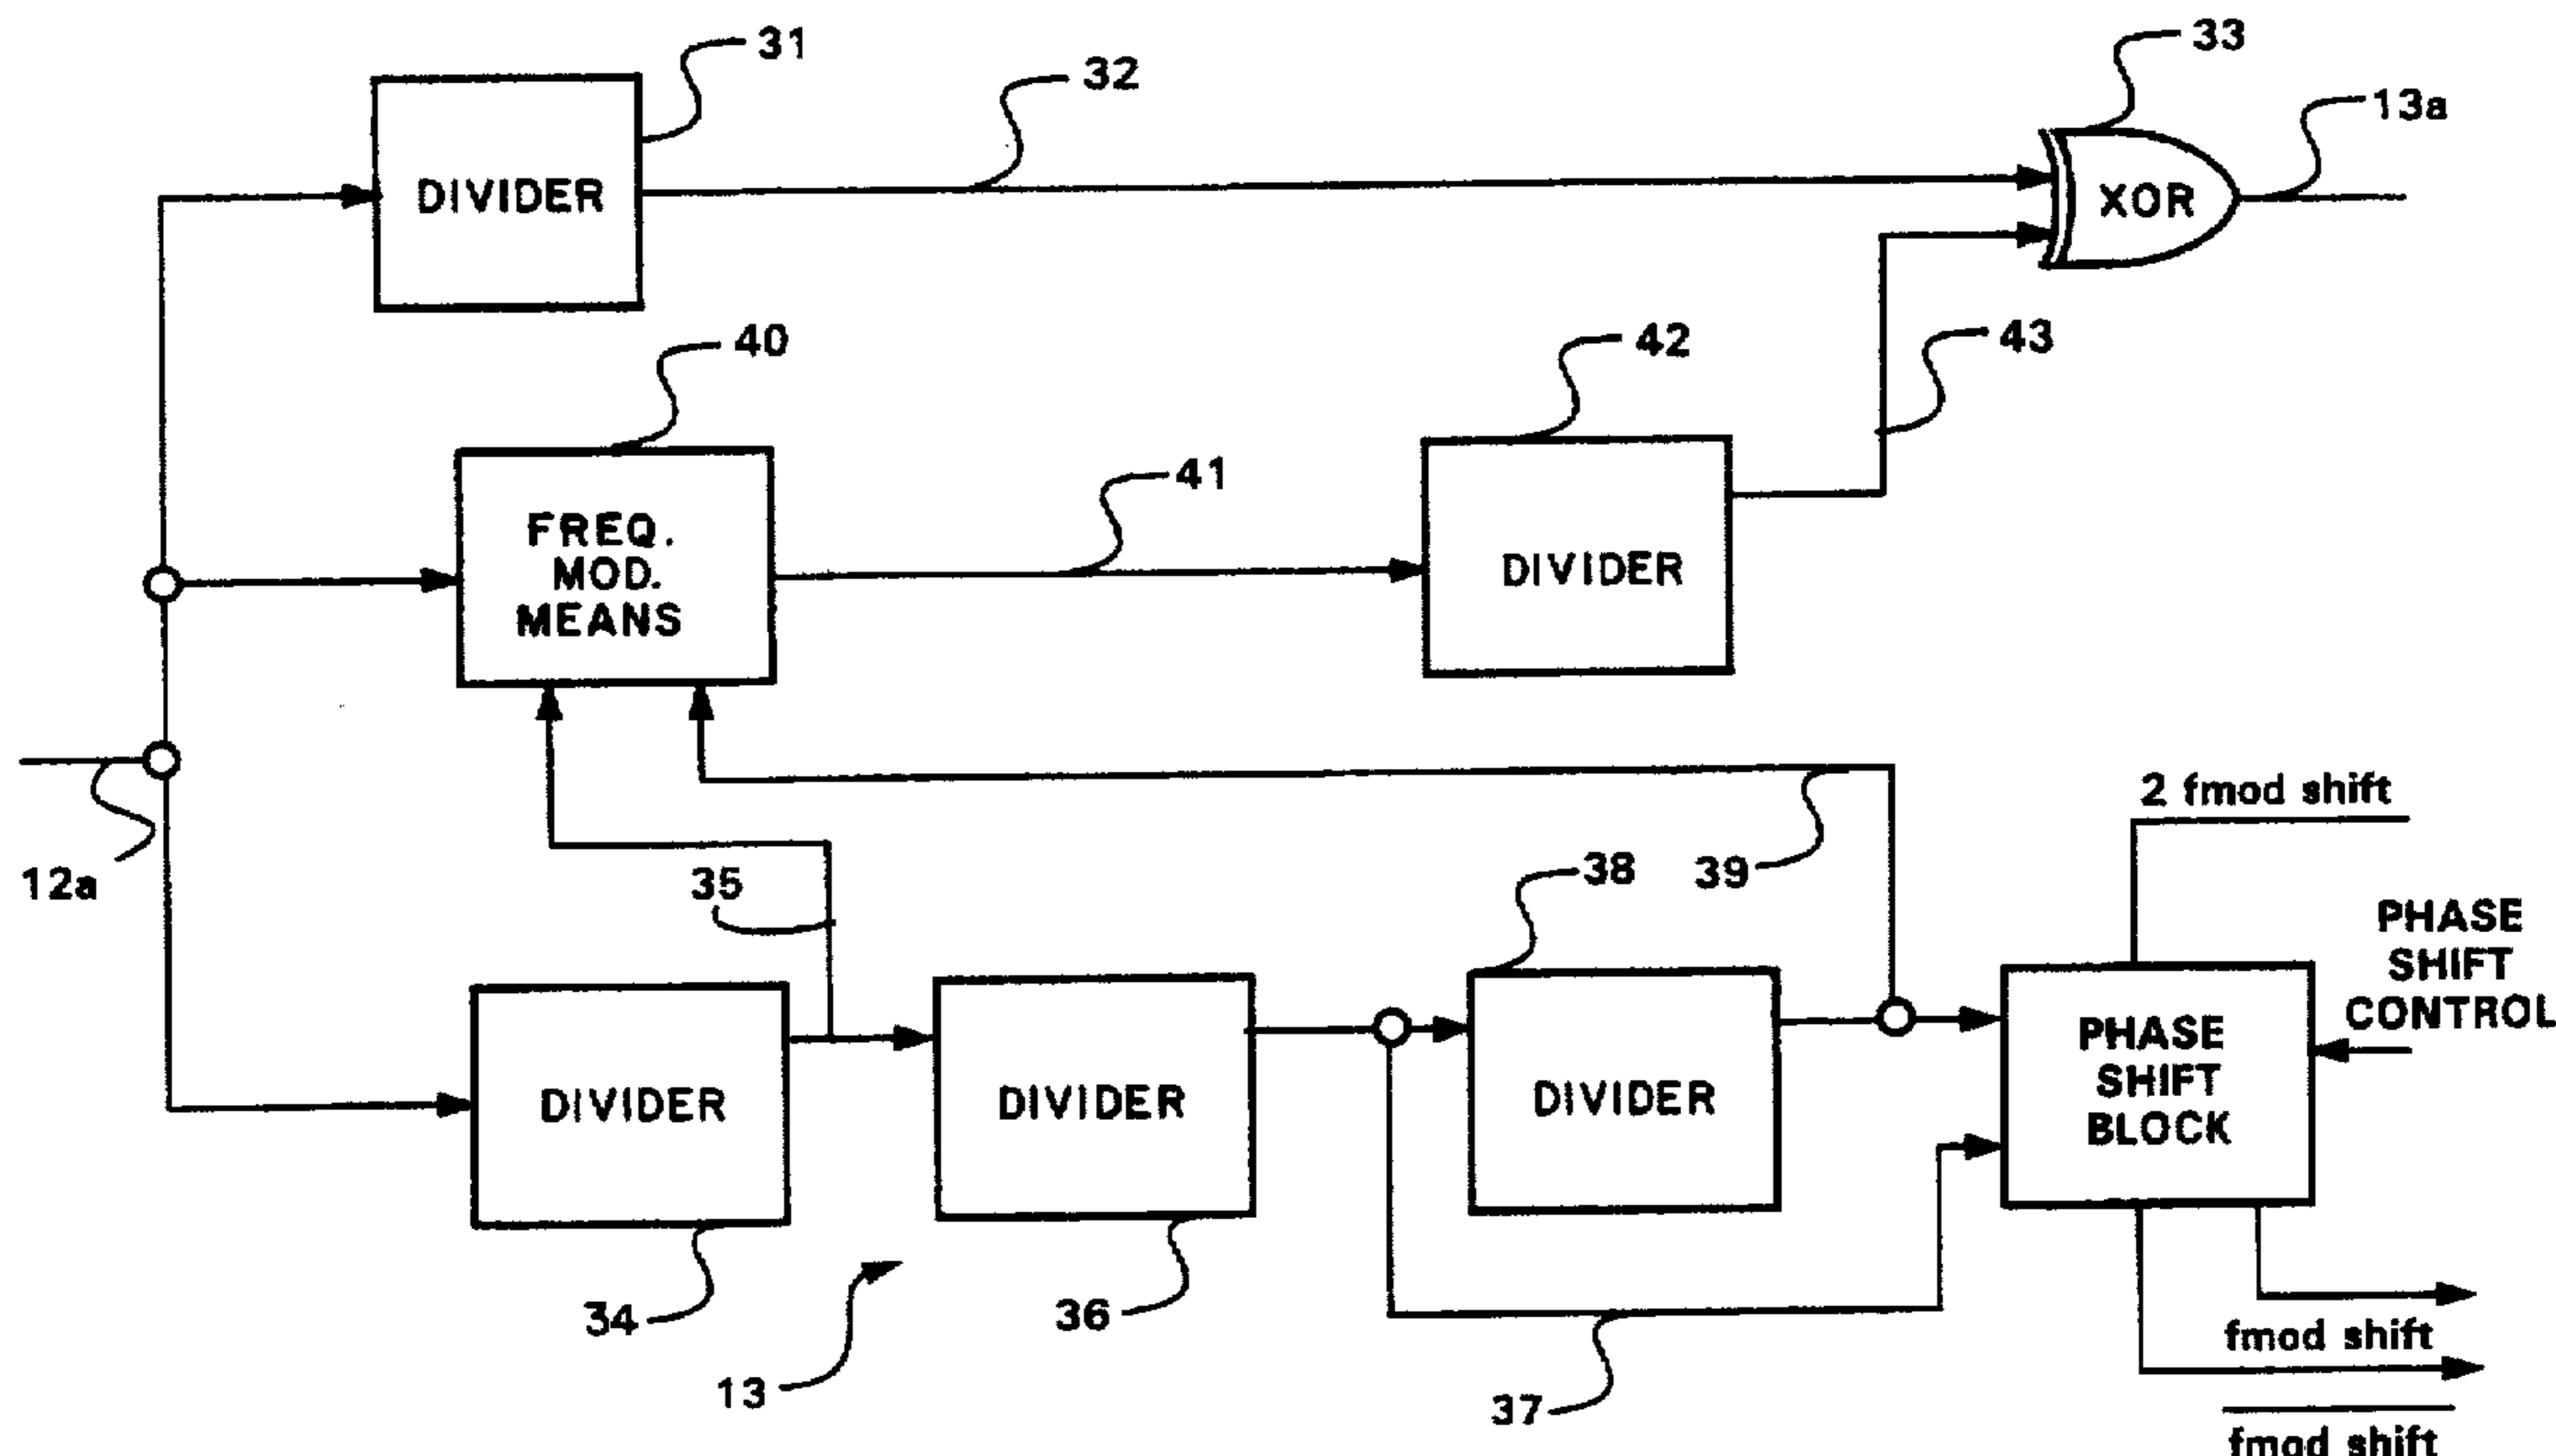 31
32
33
13a
DIVIDER
XOR
40
42
43
41
FREQ.
MOD.
MEANS
DIVIDER
2 fmod shift
12a
35
38
39
PHASE
SHIFT
CONTROL
DIVIDER
DIVIDER
DIVIDER
PHASE
SHIFT
BLOCK
34
36
13
37
fmod shift
fmod shift